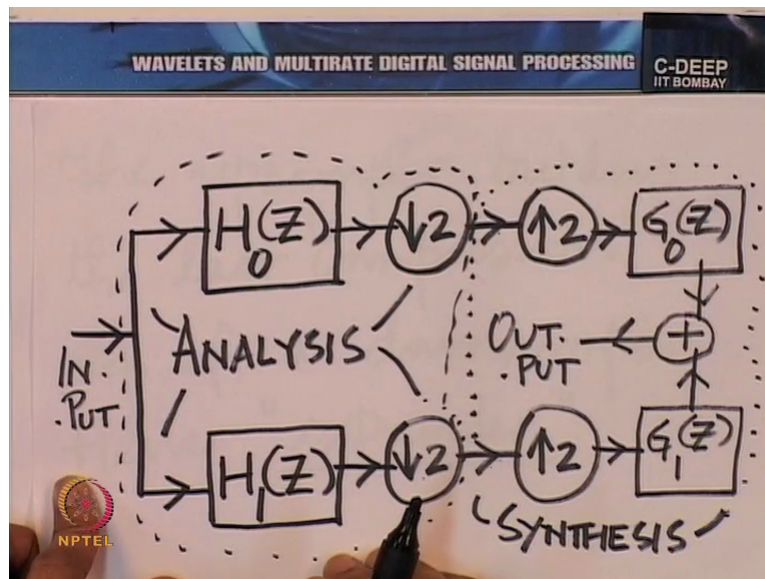 WAVELETS AND MULTIRATE DIGITAL SIGNAL PROCESSING
C-DEEP
IIT BOMBAY
H₀(Z)
↓2
↑2
G₀(Z)
IN.
.PUT
ANALYSIS
OUT.
.PUT
+
H₁(Z)
↓2
↑2
G₁(Z)
SYNTHESIS
NPTEL